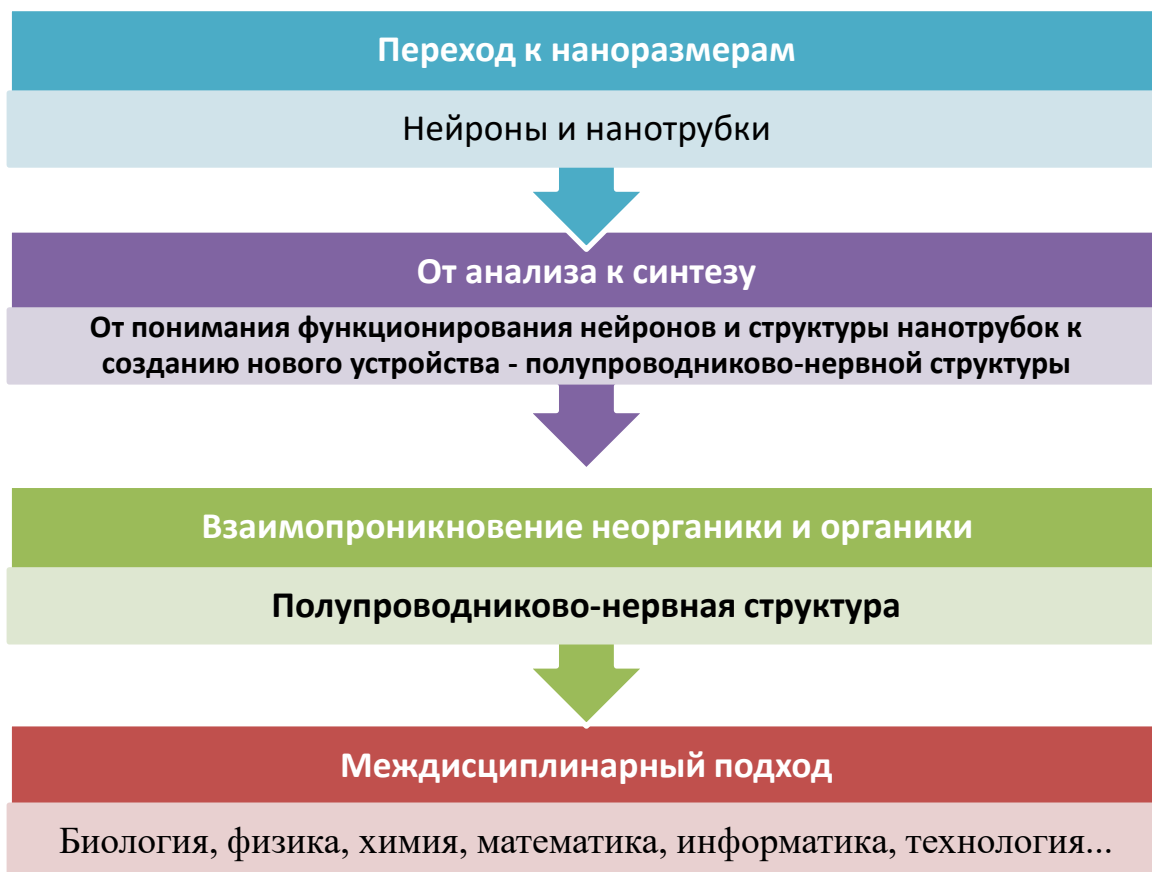 Переход к наноразмерам
Нейроны и нанотрубки
От анализа к синтезу
От понимания функционирования нейронов и структуры нанотрубок к
созданию нового устройства - полупроводниково-нервной структуры
Взаимопроникновение неорганики и органики
Полупроводниково-нервная структура
Междисциплинарный подход
Биология, физика, химия, математика, информатика, технология...